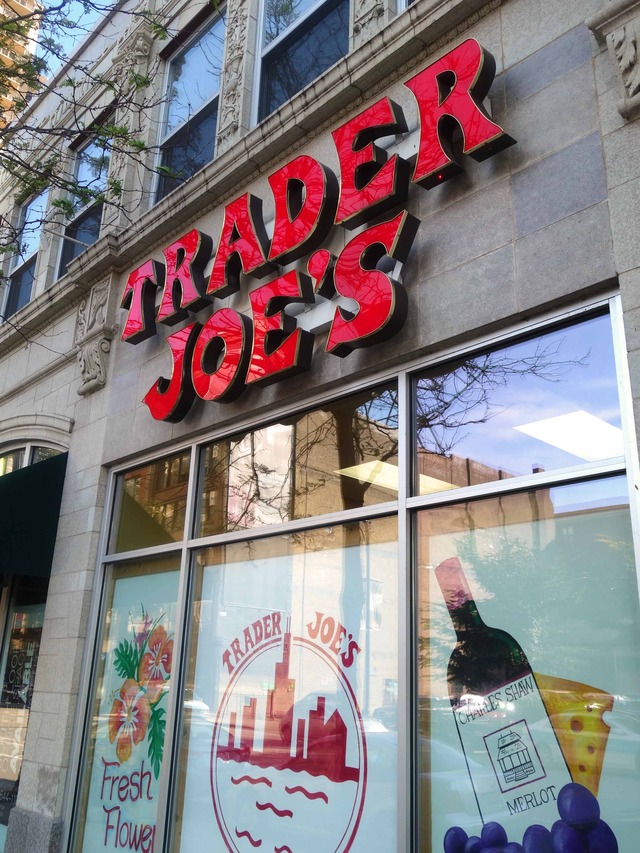 TRADER
JOE'S
TRADER JOE'S
Fresh
Flower
CHARLES SHAW
MERLOT